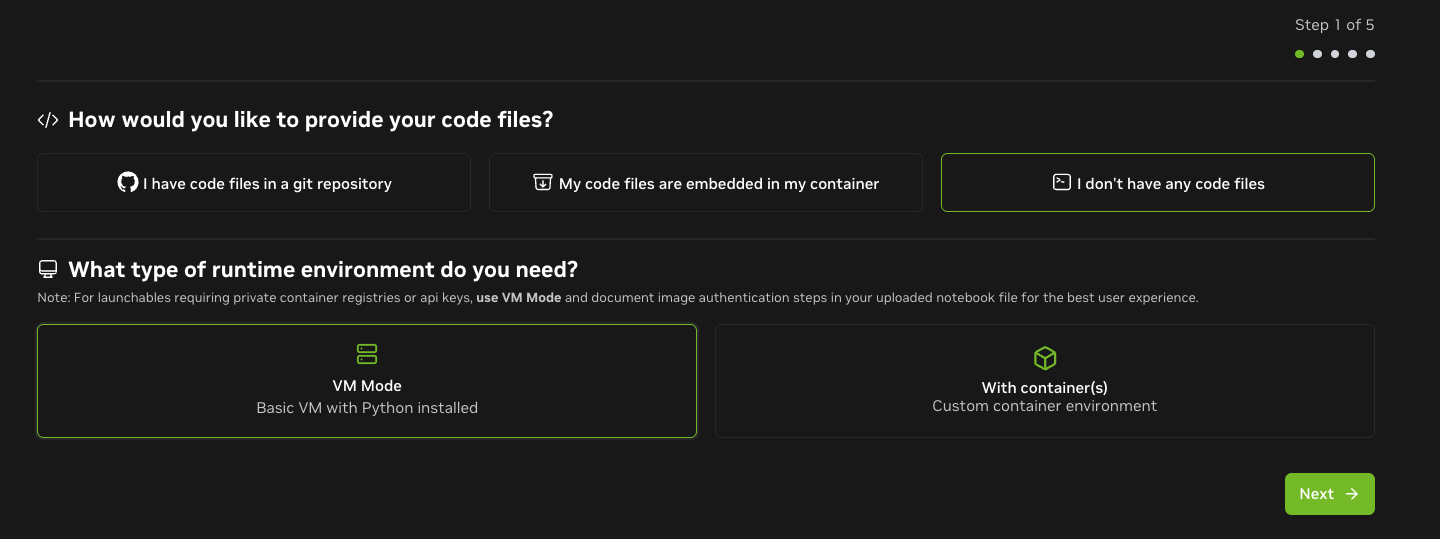 Step 1 of 5
How would you like to provide your code files?
I have code files in a git repository
My code files are embedded in my container
I don't have any code files
What type of runtime environment do you need?
Note: For launchables requiring private container registries or api keys, use VM Mode and document image authentication steps in your uploaded notebook file for the best user experience.
VM Mode
Basic VM with Python installed
With container(s)
Custom container environment
Next